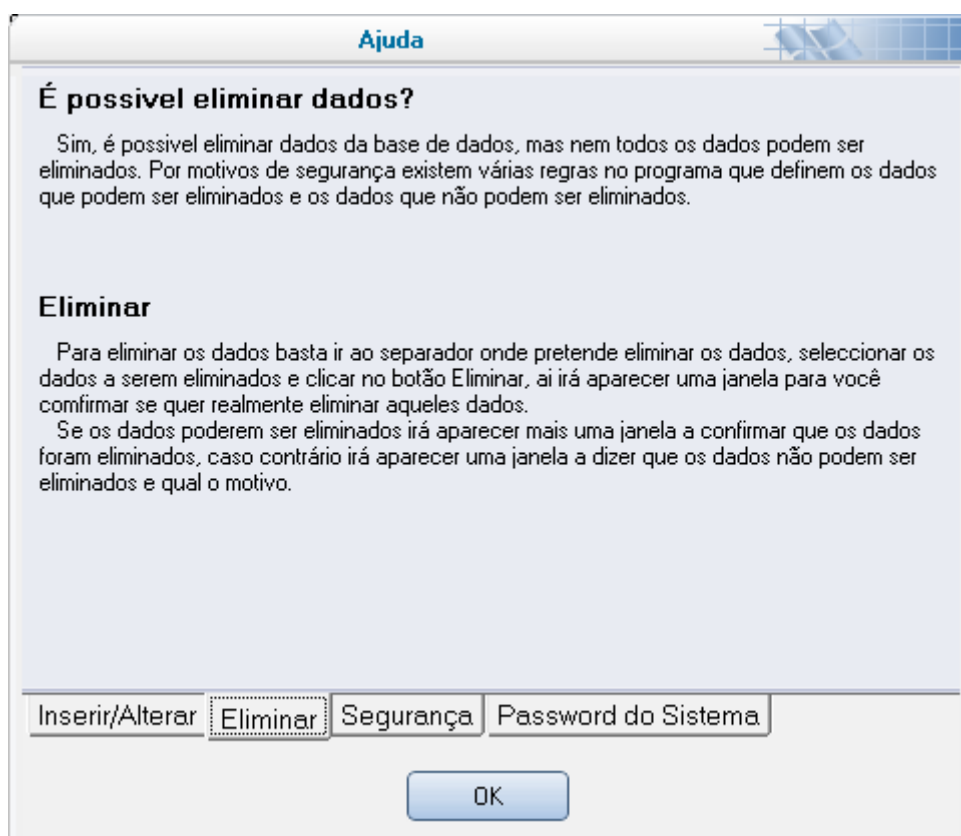 Ajuda
É possivel eliminar dados?
Sim, é possivel eliminar dados da base de dados, mas nem todos os dados podem ser
eliminados. Por motivos de segurança existem várias regras no programa que definem os dados
que podem ser eliminados e os dados que não podem ser eliminados.
Eliminar
Para eliminar os dados basta ir ao separador onde pretende eliminar os dados, seleccionar os
dados a serem eliminados e clicar no botão Eliminar, ai irá aparecer uma janela para você
comfirmar se quer realmente eliminar aqueles dados.
Se os dados poderem ser eliminados irá aparecer mais uma janela a confirmar que os dados
foram eliminados, caso contrário irá aparecer uma janela a dizer que os dados não podem ser
eliminados e qual o motivo.
Inserir/Alterar Eliminar Segurança Password do Sistema
OK